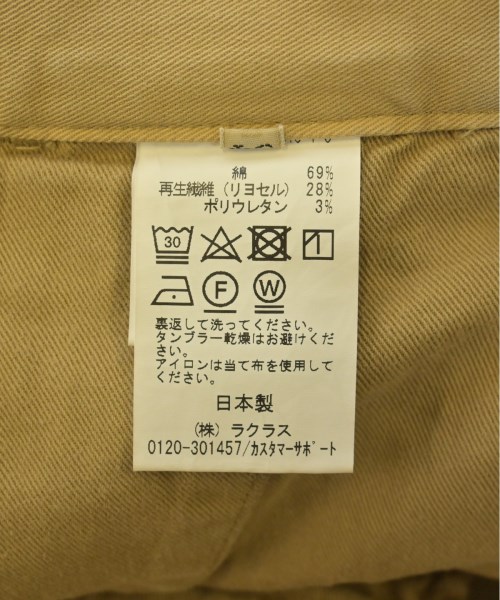 綿 69%
再生繊維(リヨセル) 28%
ポリウレタン 3%
30
F W
裏返して洗ってください。
タンブラー乾燥はお避けくだ
さい。
アイロンは当て布を使用して
ください。
日本製
(株)ラクラス
0120-301457/カスタマーサポート